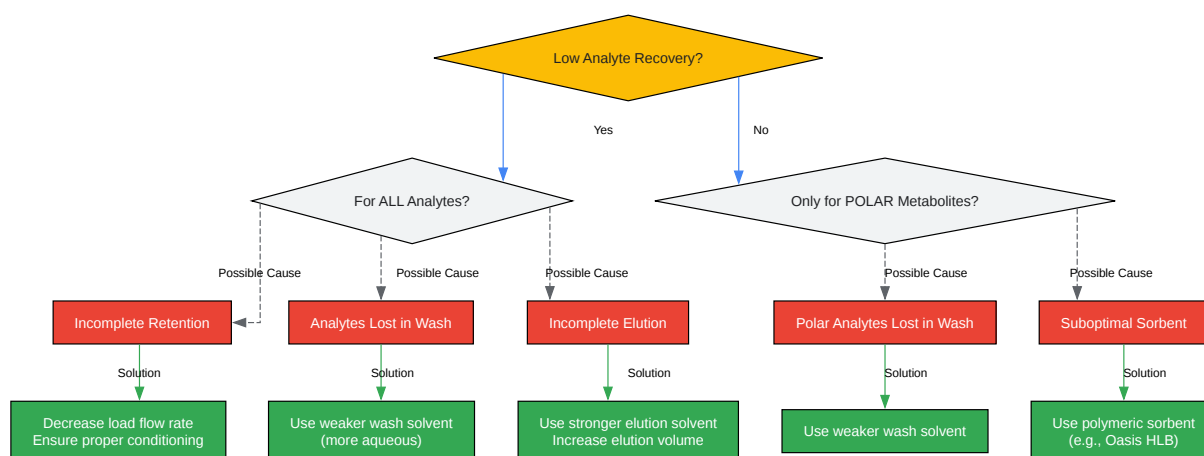 Low Analyte Recovery?
Yes
No
For ALL Analytes?
Only for POLAR Metabolites?
Possible Cause
Possible Cause
Possible Cause
Possible Cause
Possible Cause
Incomplete Retention
Analytes Lost in Wash
Incomplete Elution
Polar Analytes Lost in Wash
Suboptimal Sorbent
Solution
Solution
Solution
Solution
Solution
Decrease load flow rate
Ensure proper conditioning
Use weaker wash solvent
(more aqueous)
Use stronger elution solvent
Increase elution volume
Use weaker wash solvent
Use polymeric sorbent
(e.g., Oasis HLB)